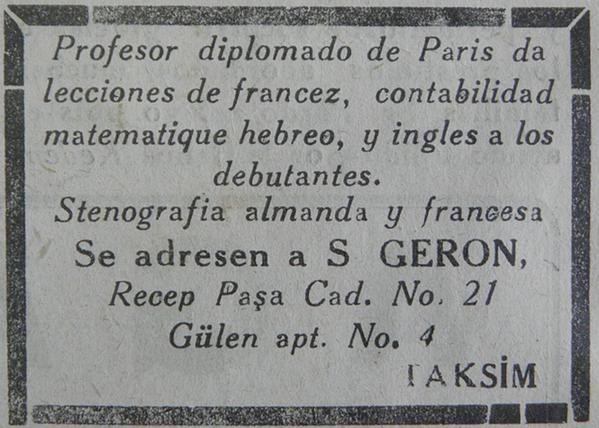 Profesor diplomado de Paris da
lecciones de francez, contabilidad
matematique hebreo, y ingles a los
debutantes.
Stenografia almanda y francesa
Se adresen a S GERON,
Recep Paşa Cad. No. 21
Gülen apt. No. 4
TAKSİM